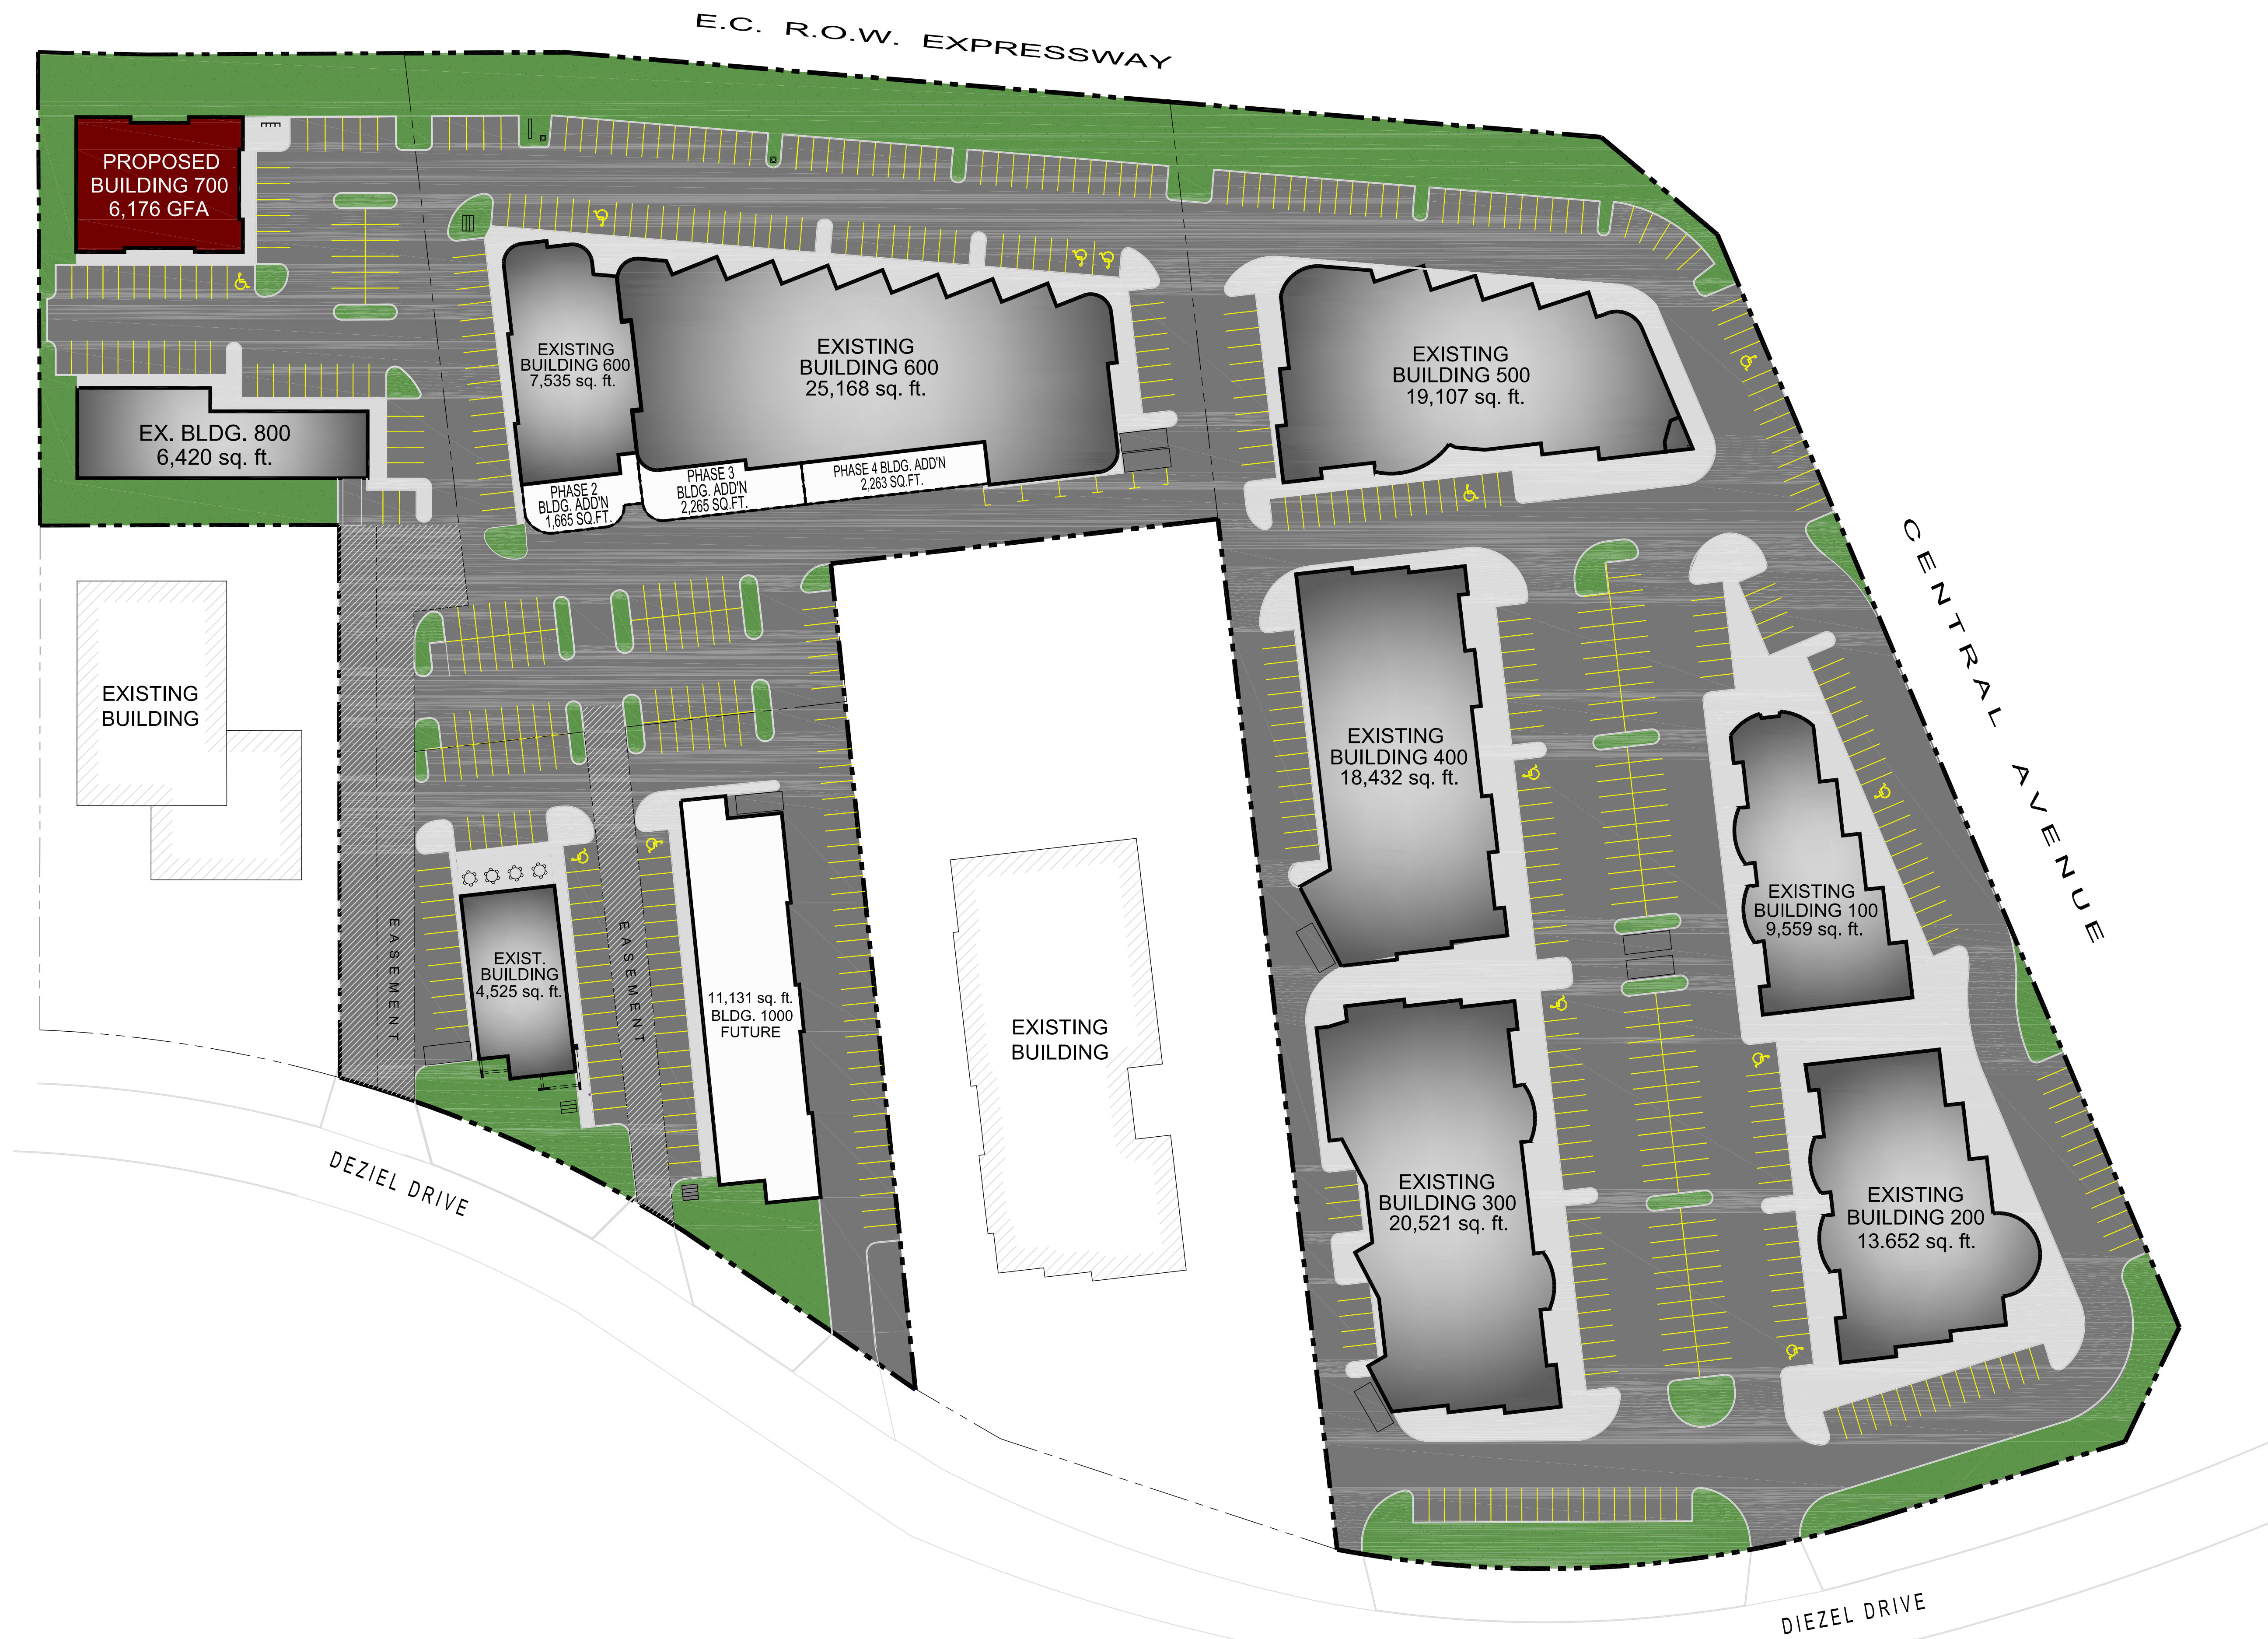 E.C. R.O.W. EXPRESSWAY
PROPOSED
BUILDING 700
6,176 GFA
EXISTING
BUILDING 600
7,535 sq. ft.
EXISTING
BUILDING 600
25,168 sq. ft.
EXISTING
BUILDING 500
19,107 sq. ft.
EX. BLDG. 800
6,420 sq. ft.
PHASE 2
BLDG. ADD'N
1,665 SQ.FT.
PHASE 3
BLDG. ADD'N
2,265 SQ.FT.
PHASE 4 BLDG. ADD'N
2,263 SQ.FT.
CENTRAL AVENUE
EXISTING
BUILDING
EXISTING
BUILDING 400
18,432 sq. ft.
EXISTING
BUILDING 100
9,559 sq. ft.
EASEMENT
EXIST.
BUILDING
4,525 sq. ft.
EASEMENT
11,131 sq. ft.
BLDG. 1000
FUTURE
EXISTING
BUILDING
DEZIEL DRIVE
EXISTING
BUILDING 300
20,521 sq. ft.
EXISTING
BUILDING 200
13.652 sq. ft.
DIEZEL DRIVE